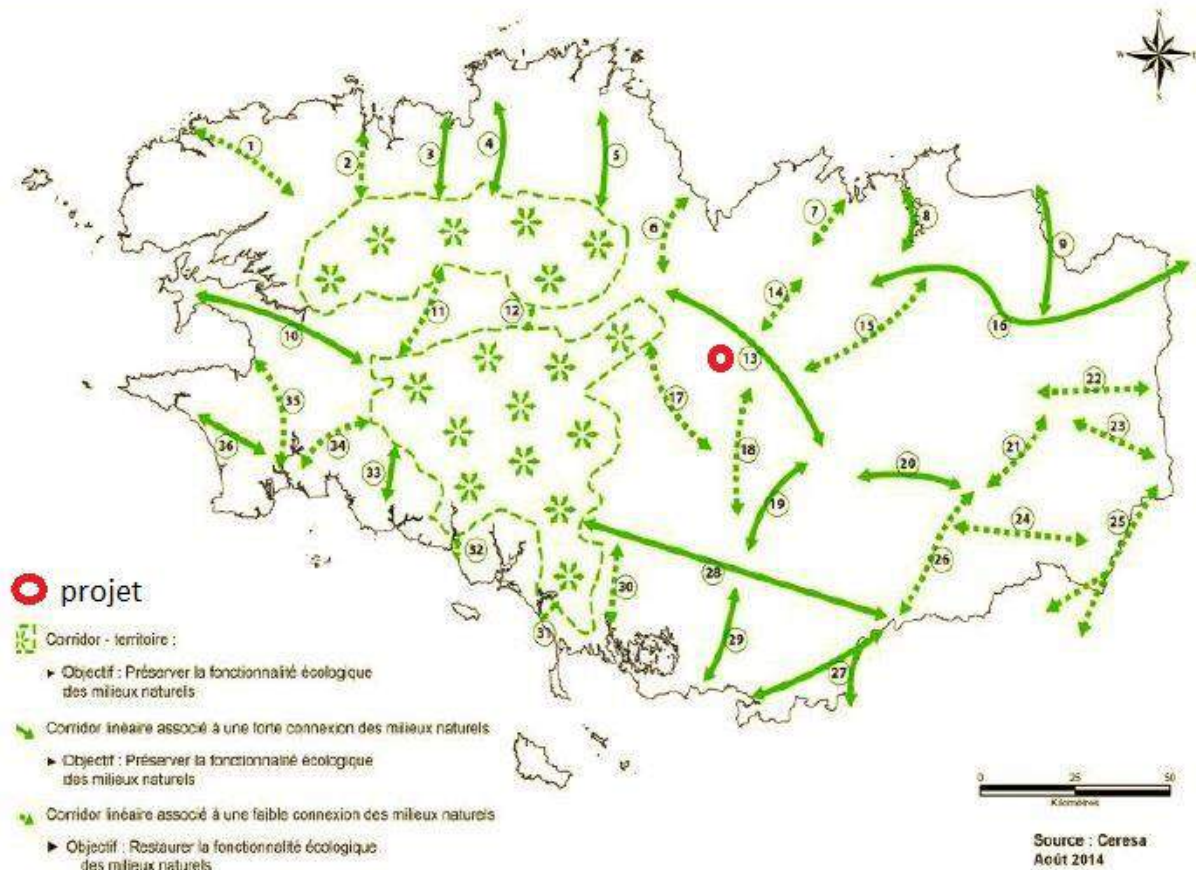 N
W
E
S
1
2
3
4
5
6
7
8
9
10
11
12
13
14
15
16
17
18
19
20
21
22
23
24
25
26
27
28
29
30
31
32
33
34
35
36
projet
Corridor - territoire :
► Objectif : Préserver la fonctionnalité écologique
des milieux naturels
Corridor linéaire associé à une forte connexion des milieux naturels
► Objectif : Préserver la fonctionnalité écologique
des milieux naturels
Corridor linéaire associé à une faible connexion des milieux naturels
► Objectif : Restaurer la fonctionnalité écologique
des milieux naturels
0 25 50
Kilomètres
Source : Ceresa
Août 2014